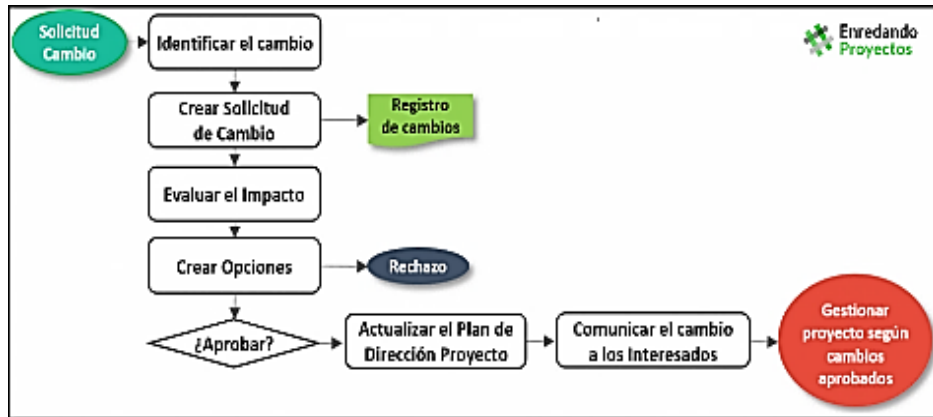 Solicitud
Cambio
Identificar el cambio
Enredando
Proyectos
Crear Solicitud
de Cambio
Registro
de cambios
Evaluar el Impacto
Crear Opciones
Rechazo
¿Aprobar?
Actualizar el Plan de
Dirección Proyecto
Comunicar el cambio
a los Interesados
Gestionar
proyecto según
cambios
aprobados